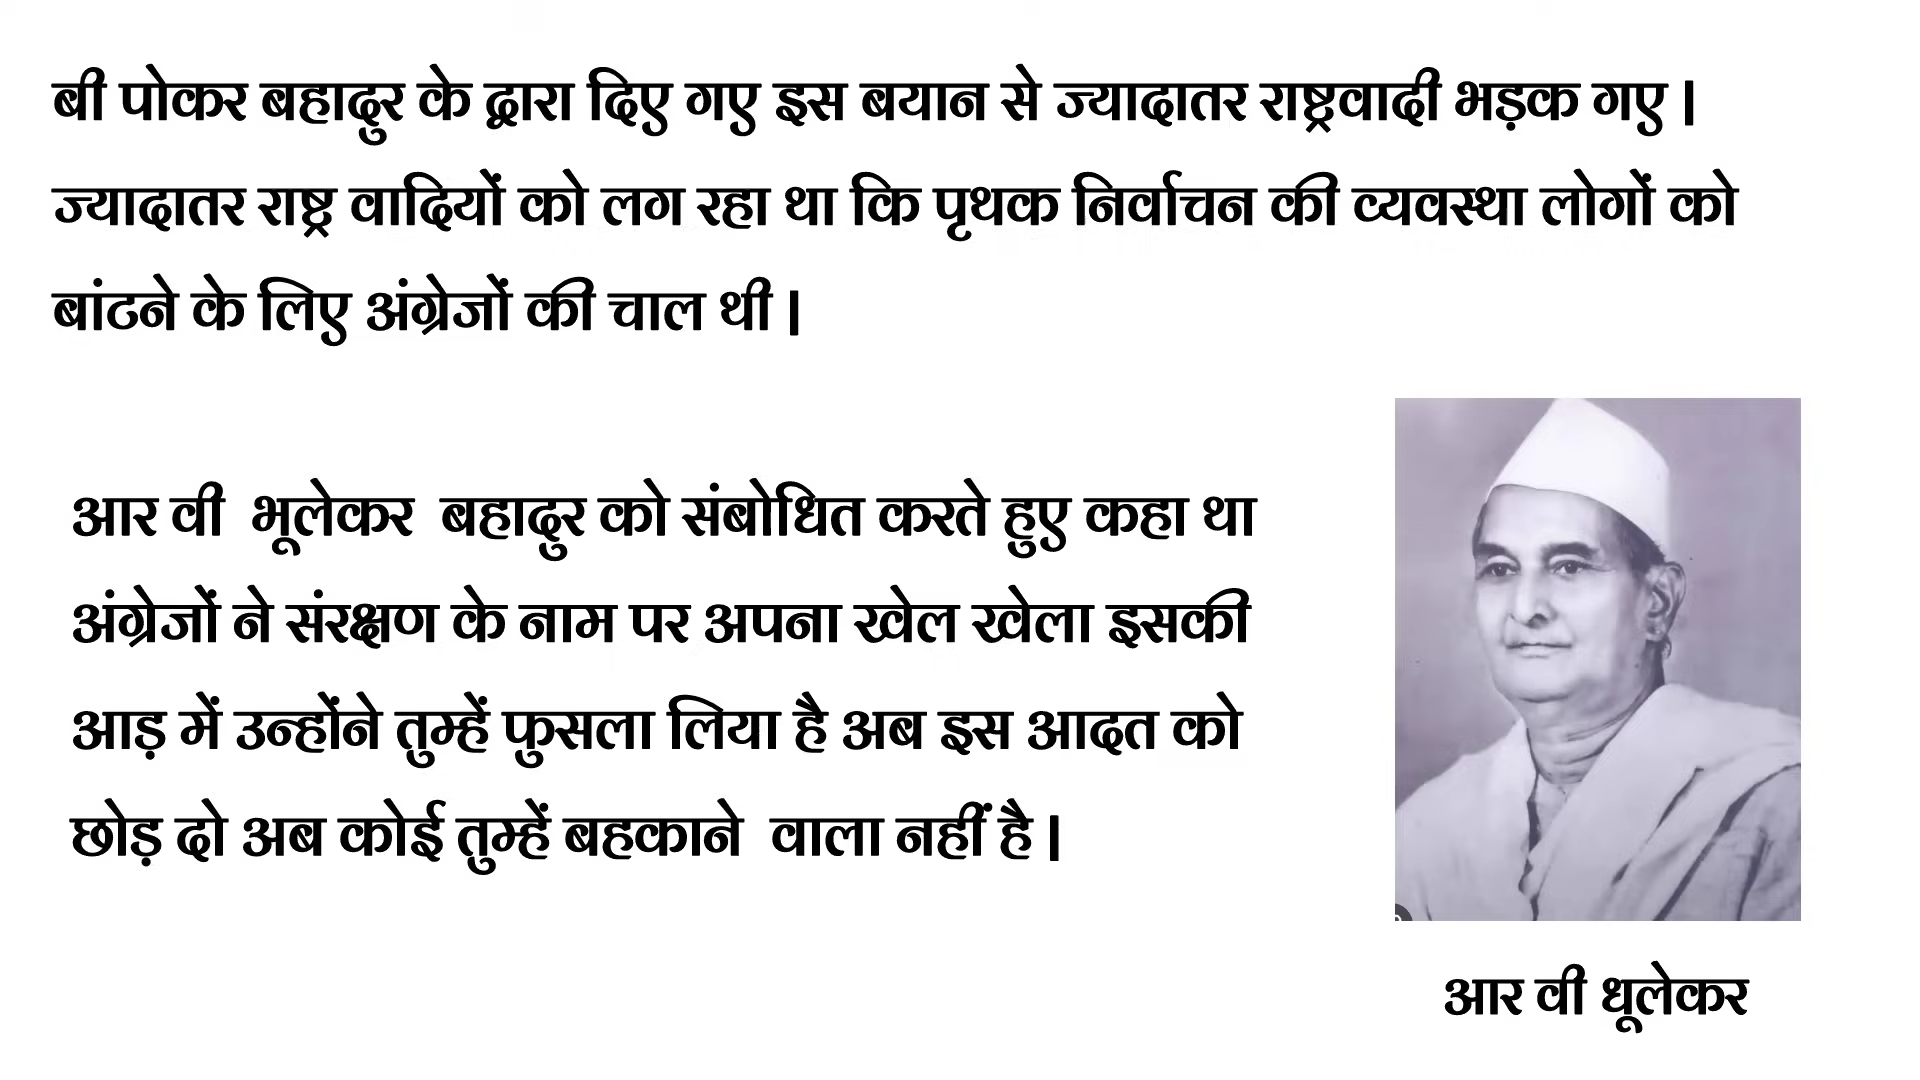 बी पोकर बहादुर के द्वारा दिए गए इस बयान से ज्यादातर राष्ट्रवादी भड़क गए |
ज्यादातर राष्ट्र वादियों को लग रहा था कि पृथक निर्वाचन की व्यवस्था लोगों को
बांटने के लिए अंग्रेजों की चाल थी |
आर वी भूलेकर बहादुर को संबोधित करते हुए कहा था
अंग्रेजों ने संरक्षण के नाम पर अपना खेल खेला इसकी
आड़ में उन्होंने तुम्हें फुसला लिया है अब इस आदत को
छोड़ दो अब कोई तुम्हें बहकाने वाला नहीं है |
आर वी धूलेकर